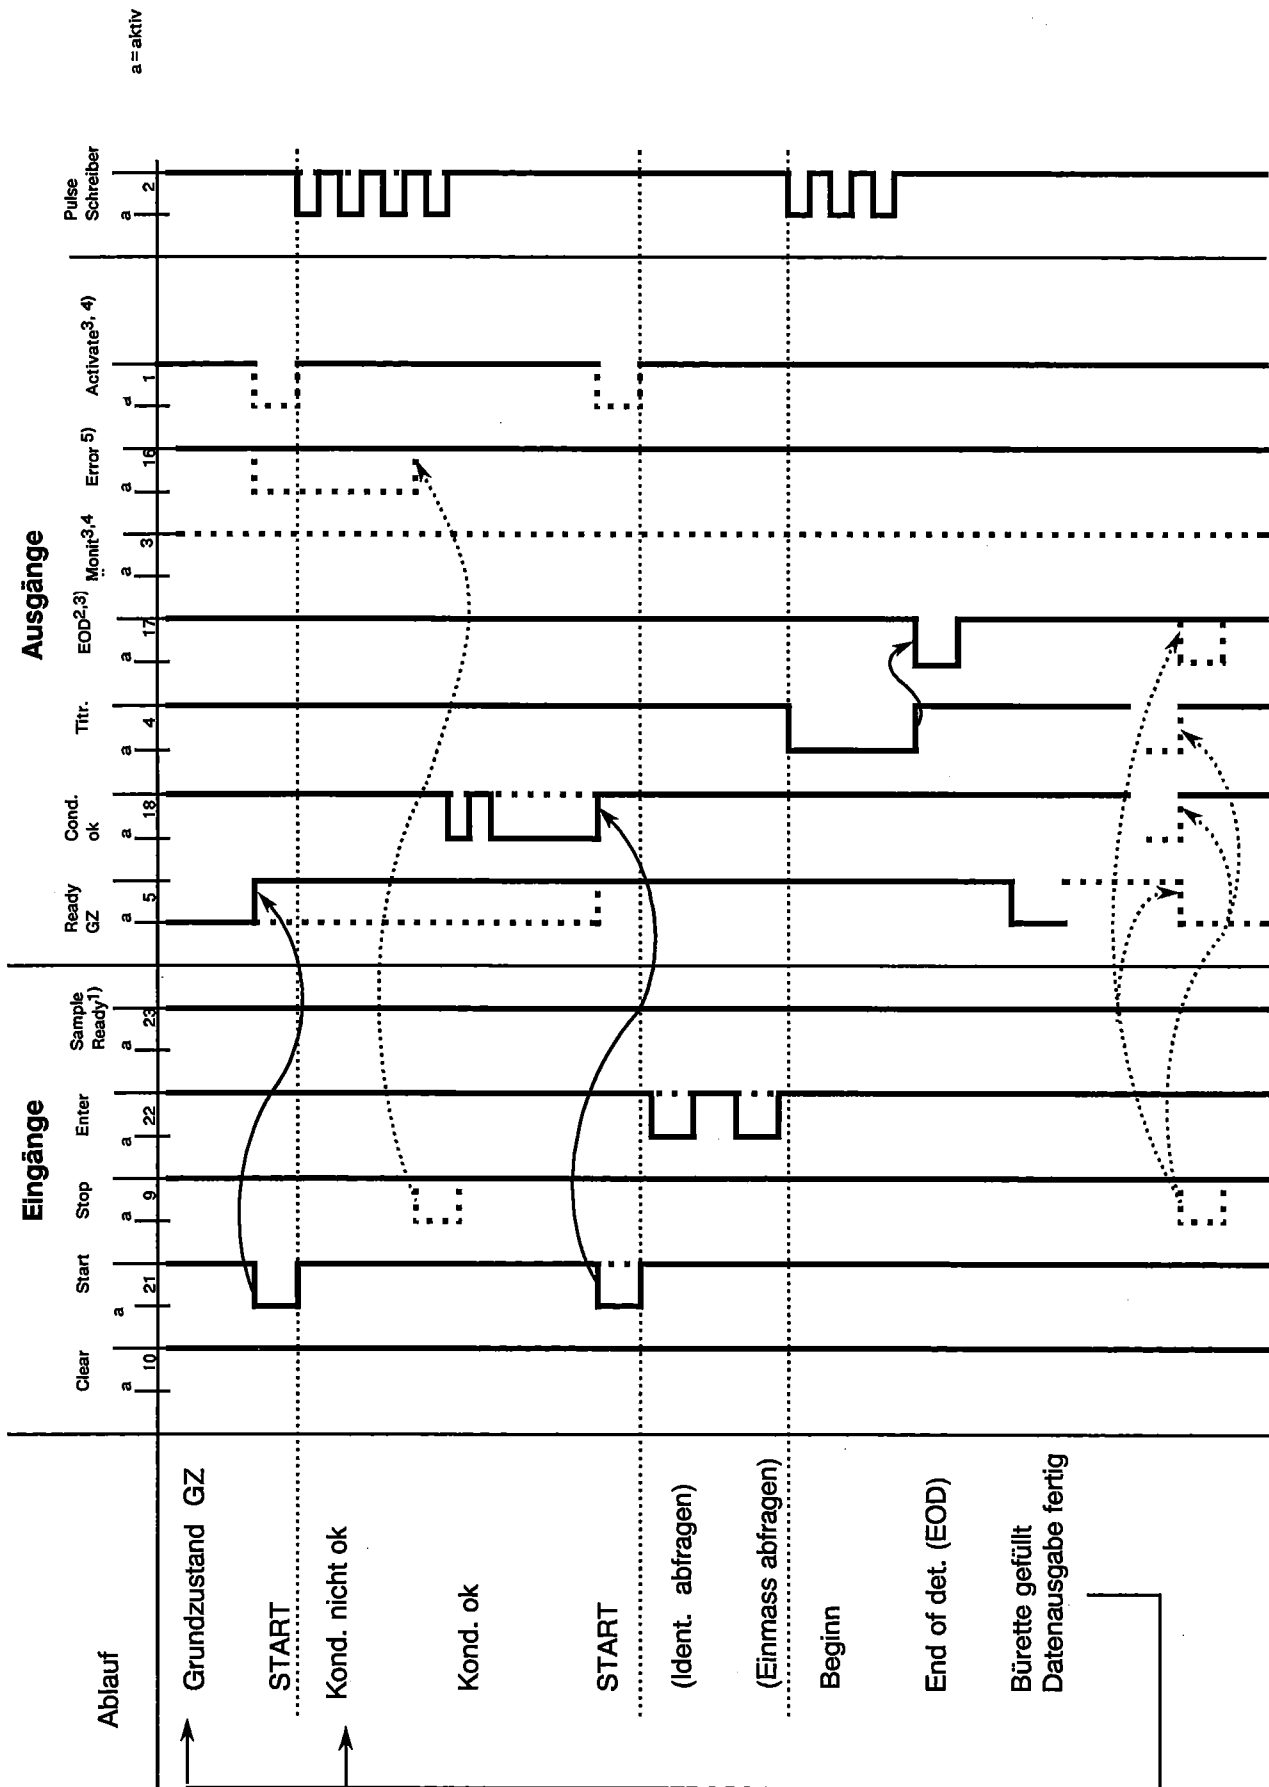 a = aktiv
Ablauf
Eingänge
Ausgänge
Clear
a 10
Start
a 21
Stop
a 9
Enter
a 22
Sample
Ready1)
a 23
Ready
GZ
a 5
Cond.
ok
a 18
Titr.
a 4
EOD2,3)
a 17
Monit3,4
a 3
Error 5)
a 16
Activate3, 4)
a 1
Pulse
Schreiber
a 2
Grundzustand GZ
START
Kond. nicht ok
Kond. ok
START
(Ident. abfragen)
(Einmass abfragen)
Beginn
End of det. (EOD)
Bürette gefüllt
Datenausgabe fertig